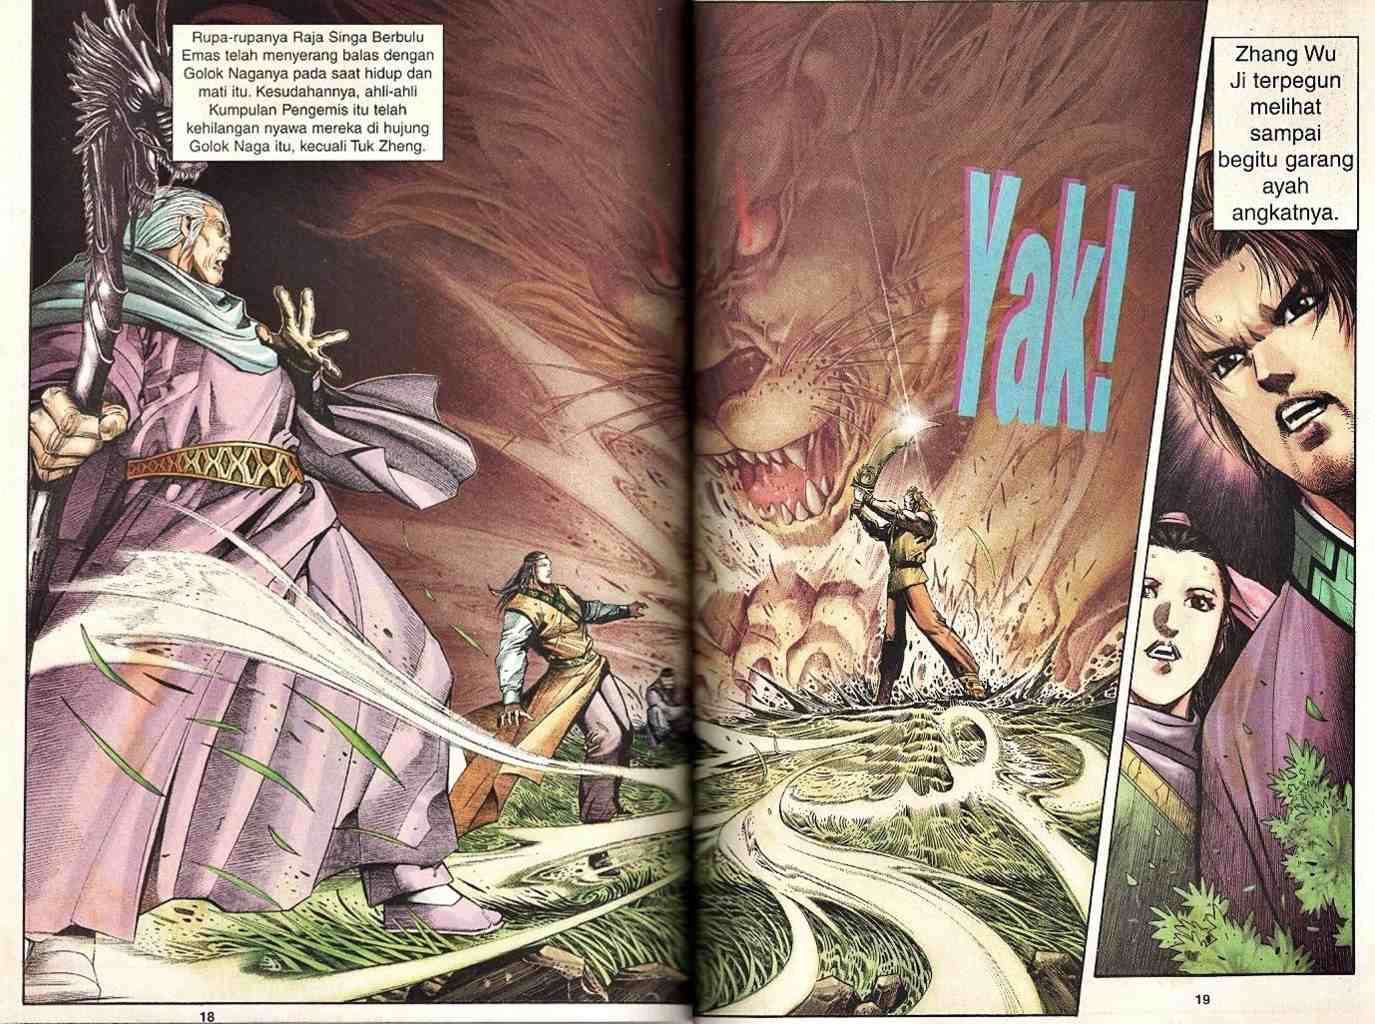 Rupa-rupanya Raja Singa Berbulu
Emas telah menyerang balas dengan
Golok Naganya pada saat hidup dan
mati itu. Kesudahannya, ahli-ahli
Kumpulan Pengemis itu telah
kehilangan nyawa mereka di hujung
Golok Naga itu, kecuali Tuk Zheng.
Yak!
Zhang Wu
Ji terpegun
melihat
sampai
begitu garang
ayah
angkatnya.
18
19